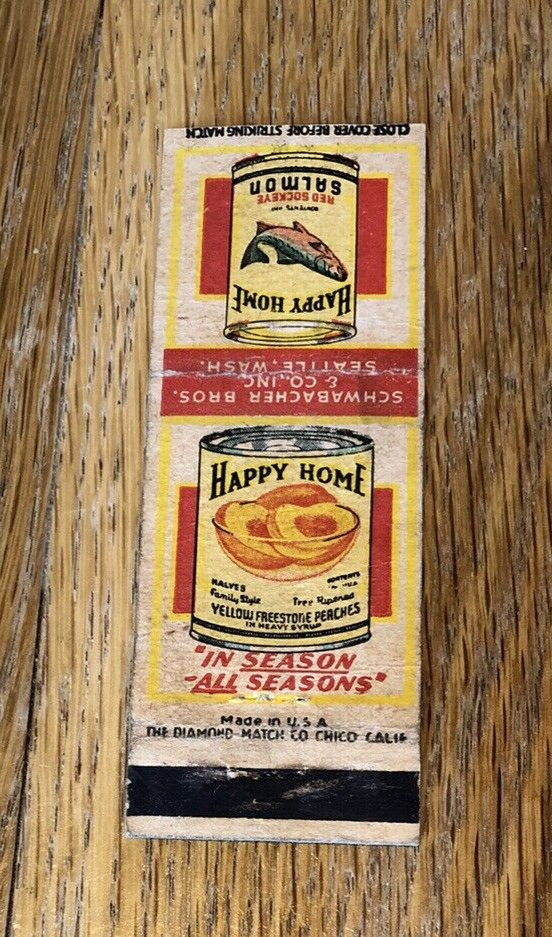 CLOSE COVER BEFORE STRIKING MATCH
HAPPY HOME
CONTENTS
RED SOCKEYE
SALMON
SCHWABACHER BROS.
& CO., INC.
SEATTLE, WASH.
HAPPY HOME
HALVES
Family Style
CONTENTS
Tree Ripened
YELLOW FREESTONE PEACHES
IN HEAVY SYRUP
"IN SEASON
-ALL SEASONS"
Made in U.S.A
THE DIAMOND MATCH CO CHICO CALIF